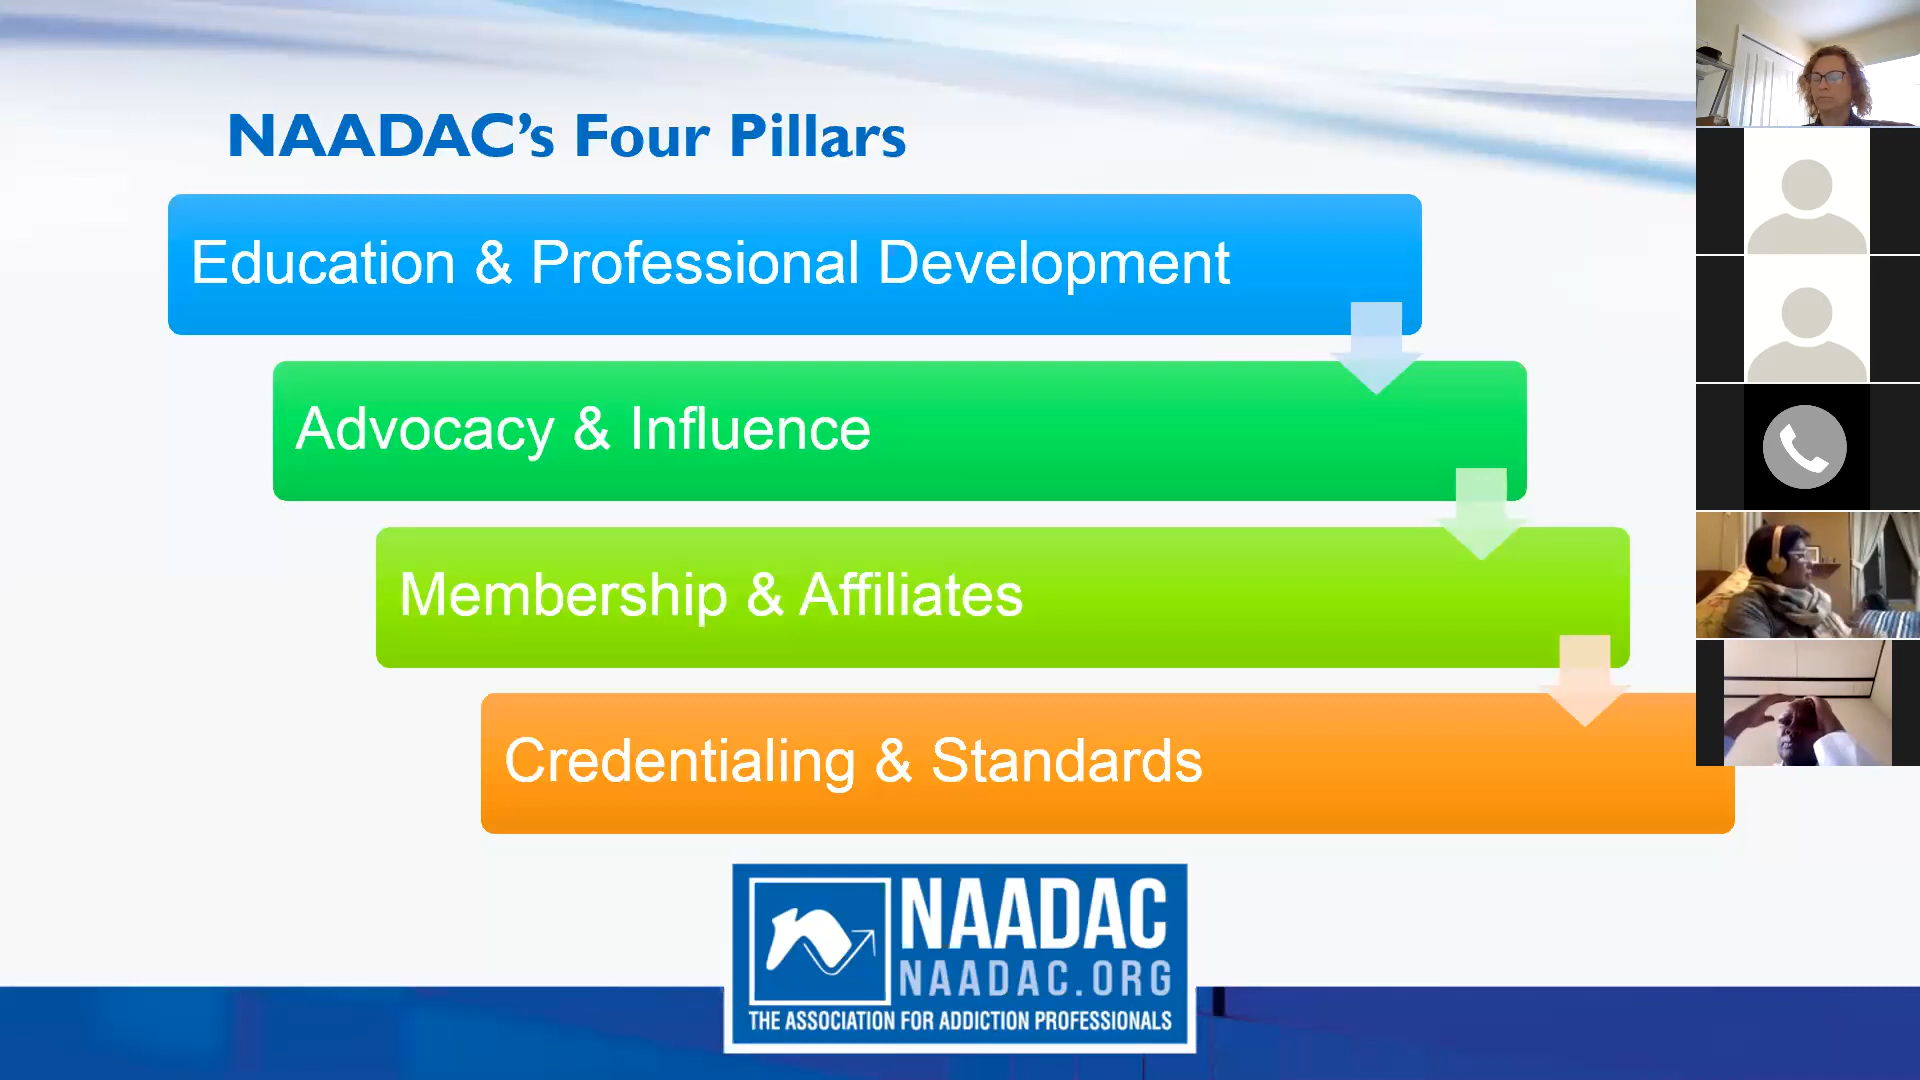 NAADAC's Four Pillars
Education & Professional Development
Advocacy & Influence
Membership & Affiliates
Credentialing & Standards
NAADAC
NAADAC.ORG
THE ASSOCIATION FOR ADDICTION PROFESSIONALS